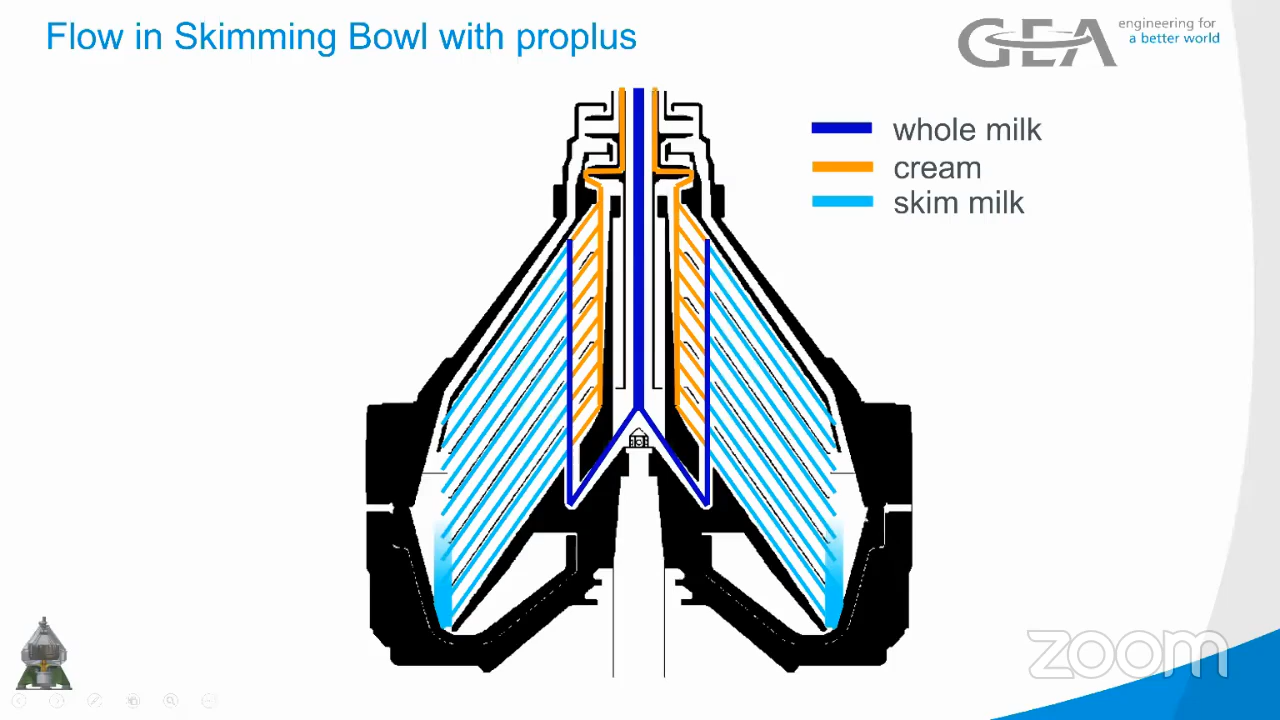 Flow in Skimming Bowl with proplus
GEA
engineering for
a better world
whole milk
cream
skim milk
zoom